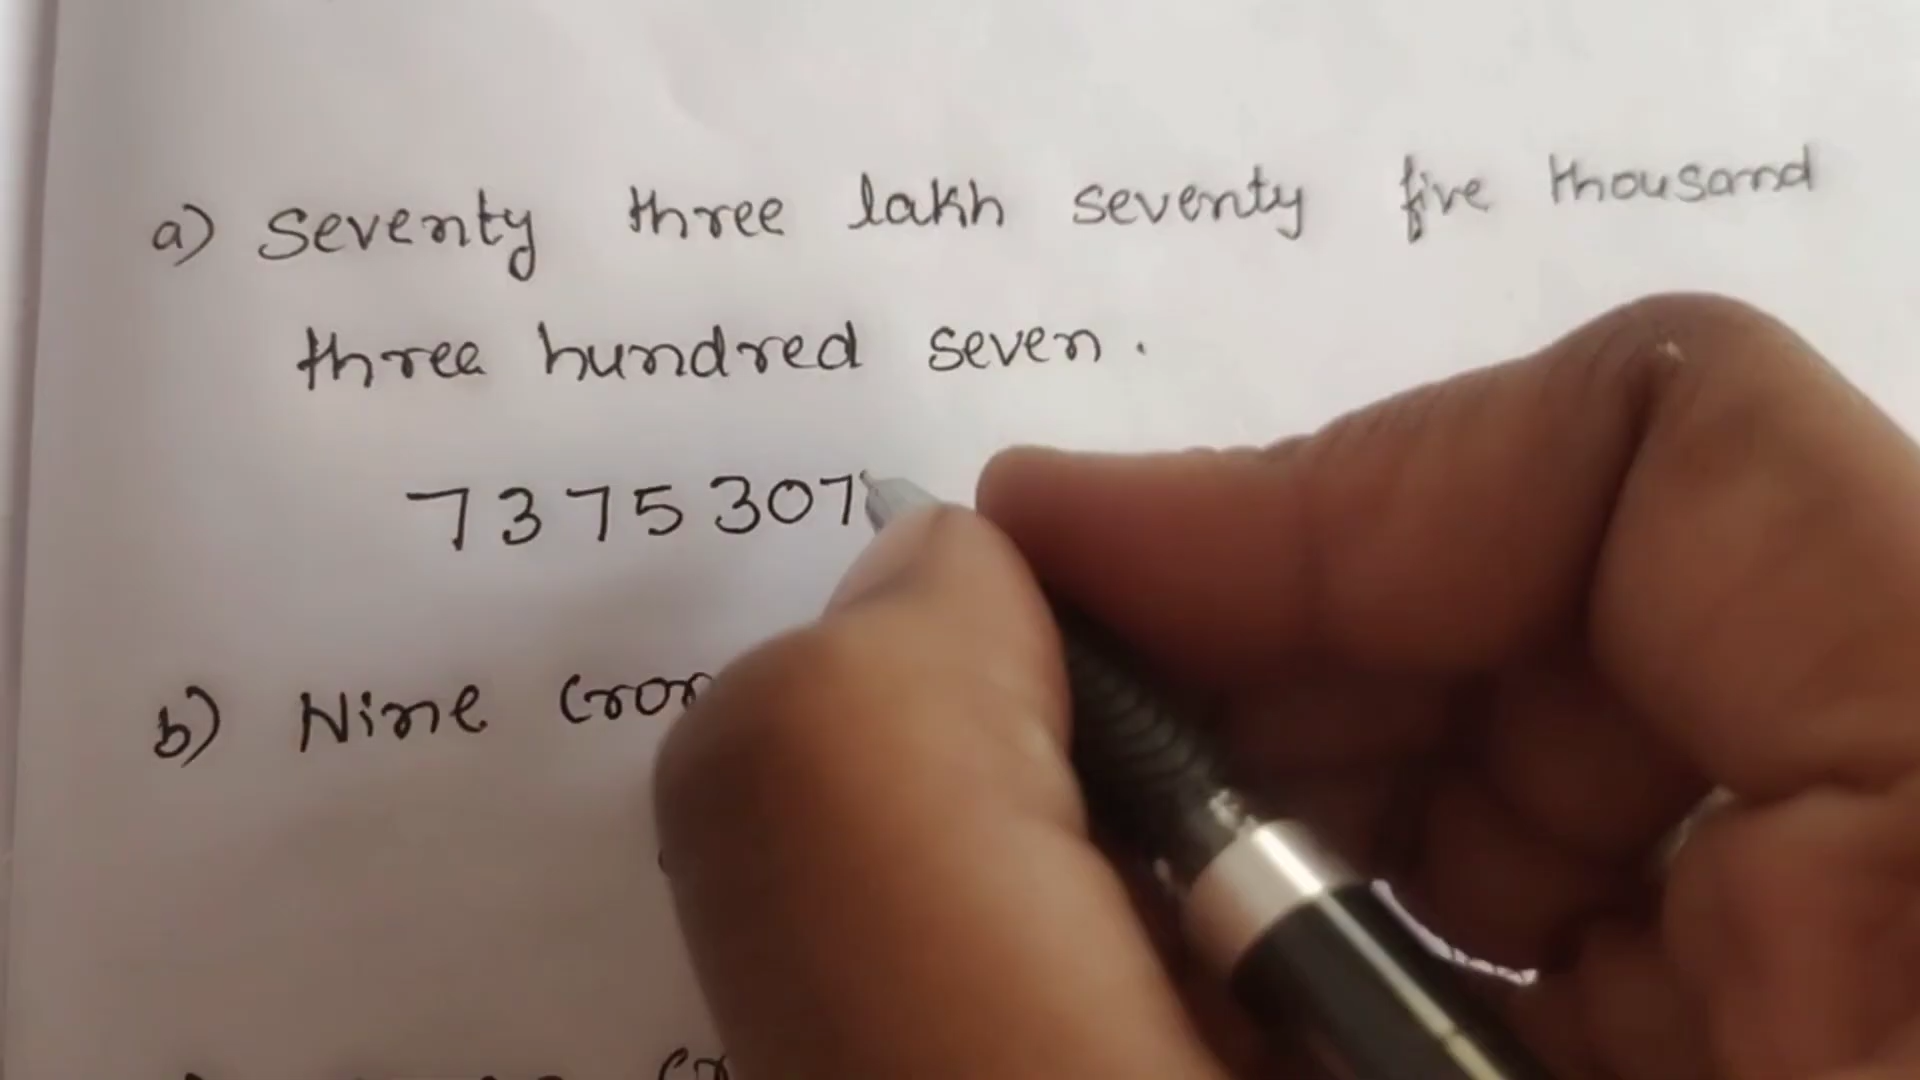 a) Seventy three lakh seventy five thousand
three hundred seven.
7375307
b) Nine